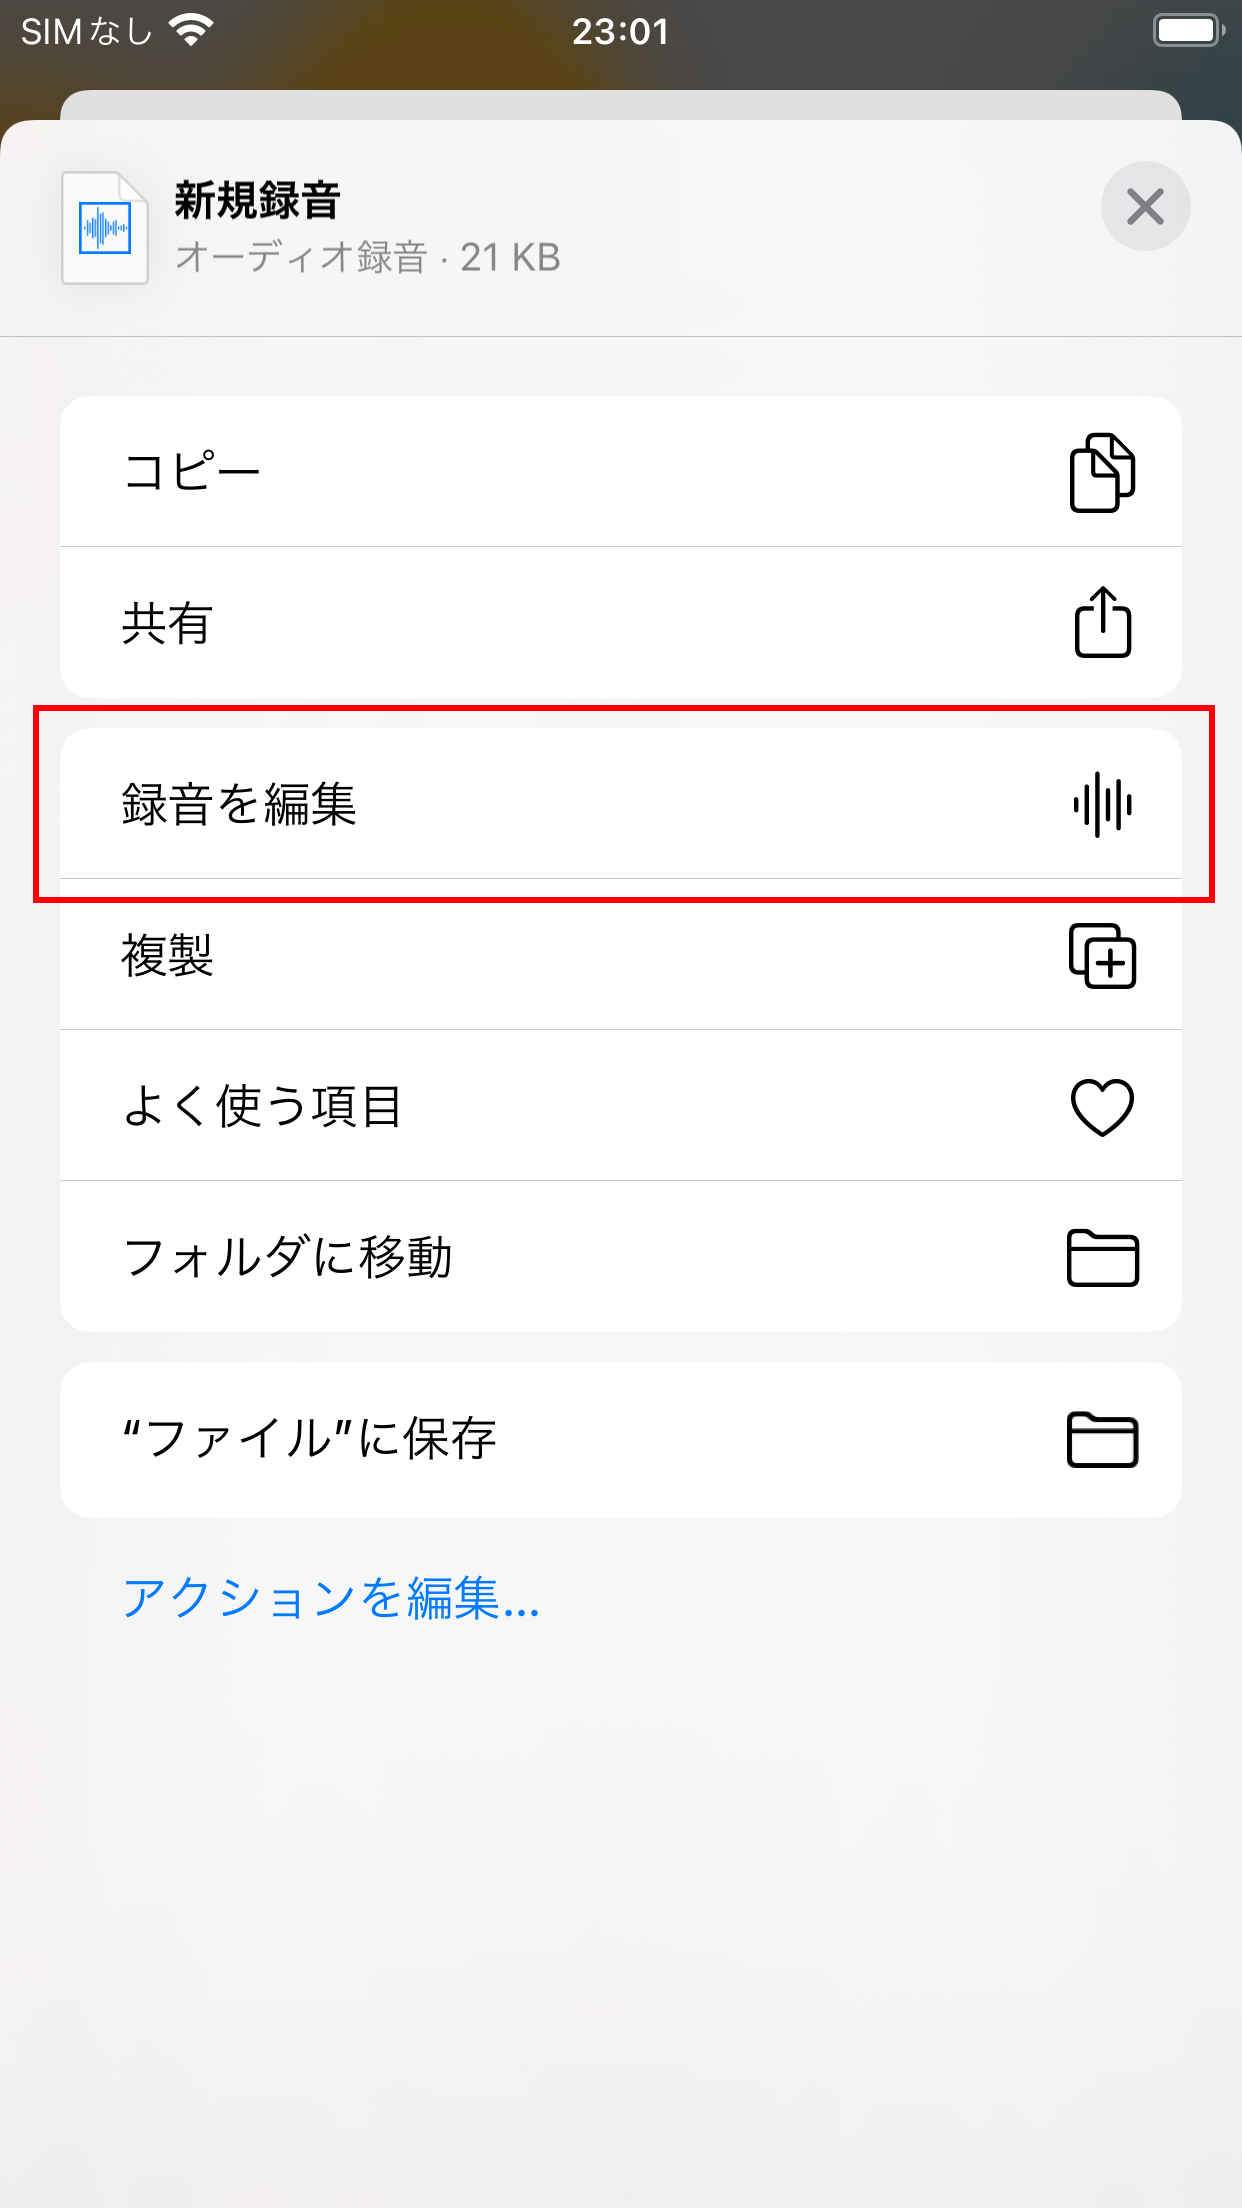 SIMなし
23:01
新規録音
オーディオ録音 · 21 KB
コピー
共有
録音を編集
複製
よく使う項目
フォルダに移動
“ファイル”に保存
アクションを編集...